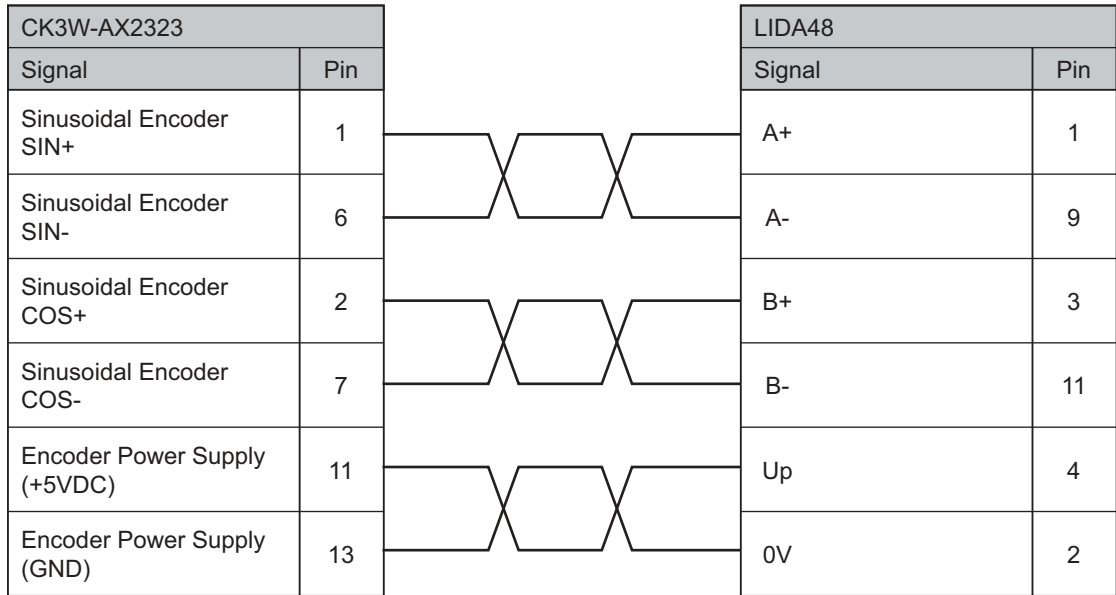 CK3W-AX2323 LIDA48
Signal Pin Signal Pin
Sinusoidal Encoder
SIN+ 1 A+ 1
Sinusoidal Encoder
SIN- 6 A- 9
Sinusoidal Encoder
COS+ 2 B+ 3
Sinusoidal Encoder
COS- 7 B- 11
Encoder Power Supply
(+5VDC) 11 Up 4
Encoder Power Supply
(GND) 13 0V 2